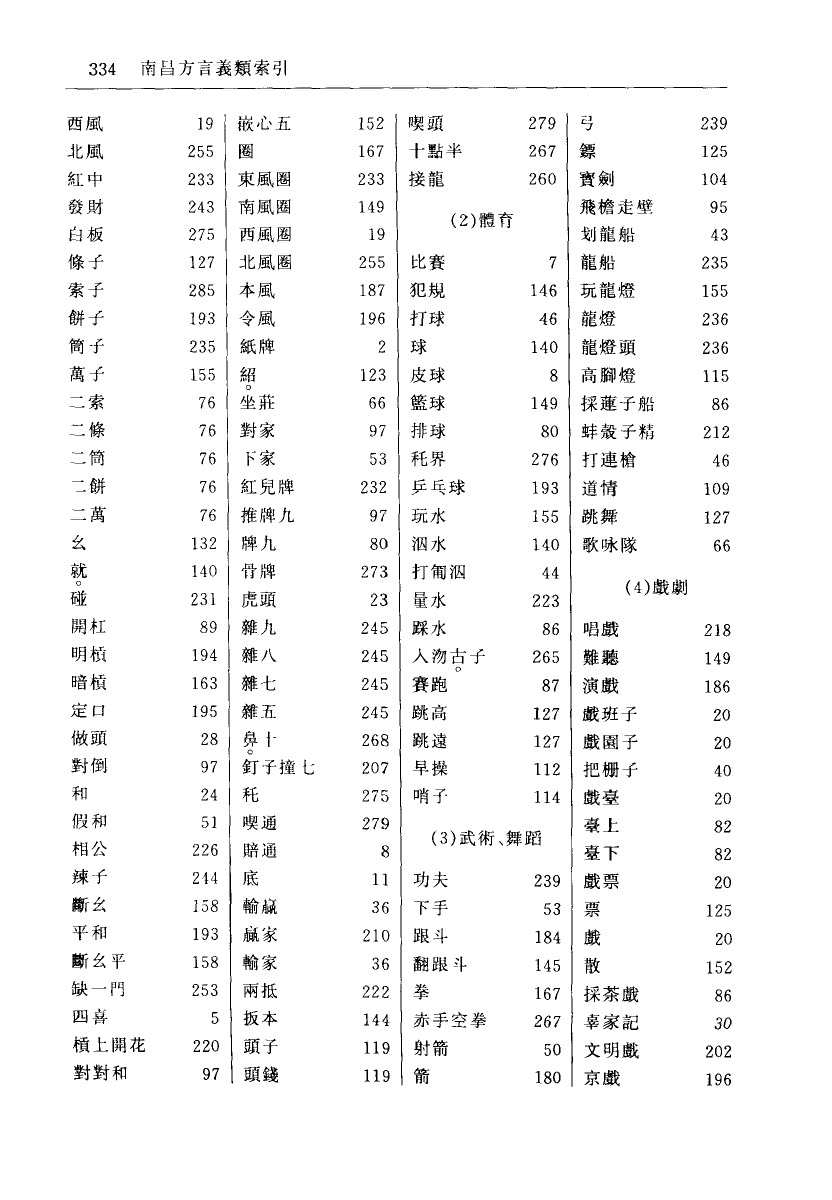 334 南昌方言義類索引
西風 19
北風 255
紅中 233
發財 243
白板 275
條子 127
索子 285
餅子 193
筒子 235
萬子 155
二索 76
二條 76
二筒 76
二餅 76
二萬 76
幺 132
就 140
碰 231
開杠 89
明槓 194
暗槓 163
定口 195
做頭 28
對倒 97
和 24
假和 51
相公 226
辣子 244
斷幺 158
平和 193
斷幺平 158
缺一門 253
四喜 5
槓上開花 220
對對和 97
嵌心五 152
圈 167
東風圈 233
南風圈 149
西風圈 19
北風圈 255
本風 187
令風 196
紙牌 2
紹 123
坐莊 66
對家 97
下家 53
紅兒牌 232
推牌九 97
牌九 80
骨牌 273
虎頭 23
雜九 245
雜八 245
雜七 245
雜五 245
鼻十 268
釘子撞七 207
秅 275
喫通 279
賠通 8
底 11
輸贏 36
贏家 210
輸家 36
兩抵 222
扳本 144
頭子 119
頭錢 119
喫頭 279
十點半 267
接龍 260
(2)體育
比賽 7
犯規 146
打球 46
球 140
皮球 8
籃球 149
排球 80
秅界 276
乒乓球 193
玩水 155
泅水 140
打匍泅 44
量水 223
踩水 86
人沕古子 265
賽跑 87
跳高 127
跳遠 127
早操 112
哨子 114
(3)武術、舞蹈
功夫 239
下手 53
跟斗 184
翻跟斗 145
拳 167
赤手空拳 267
射箭 50
箭 180
弓 239
鏢 125
寶劍 104
飛檐走壁 95
划龍船 43
龍船 235
玩龍燈 155
龍燈 236
龍燈頭 236
高腳燈 115
採蓮子船 86
蚌殼子精 212
打連槍 46
道情 109
跳舞 127
歌咏隊 66
(4)戲劇
唱戲 218
難聽 149
演戲 186
戲班子 20
戲園子 20
把柵子 40
戲臺 20
臺上 82
臺下 82
戲票 20
票 125
戲 20
散 152
採茶戲 86
辜家記 30
文明戲 202
京戲 196